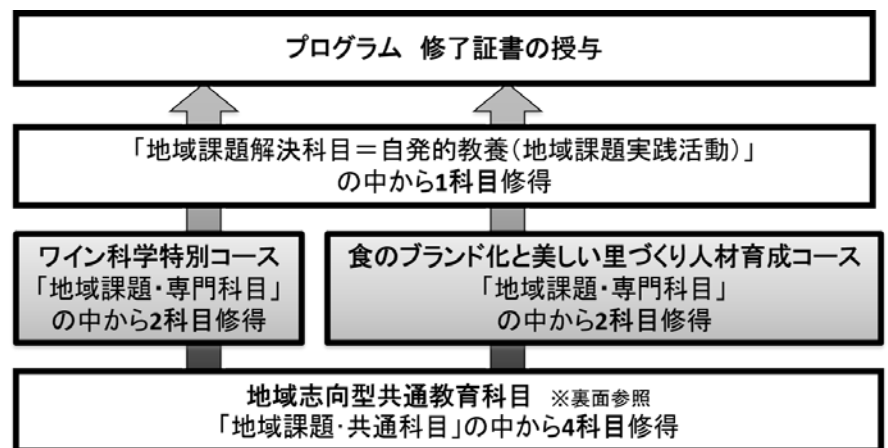 プログラム　修了証書の授与
「地域課題解決科目＝自発的教養（地域課題実践活動）」
の中から1科目修得
ワイン科学特別コース
「地域課題・専門科目」
の中から2科目修得
食のブランド化と美しい里づくり人材育成コース
「地域課題・専門科目」
の中から2科目修得
地域志向型共通教育科目　※裏面参照
「地域課題・共通科目」の中から4科目修得